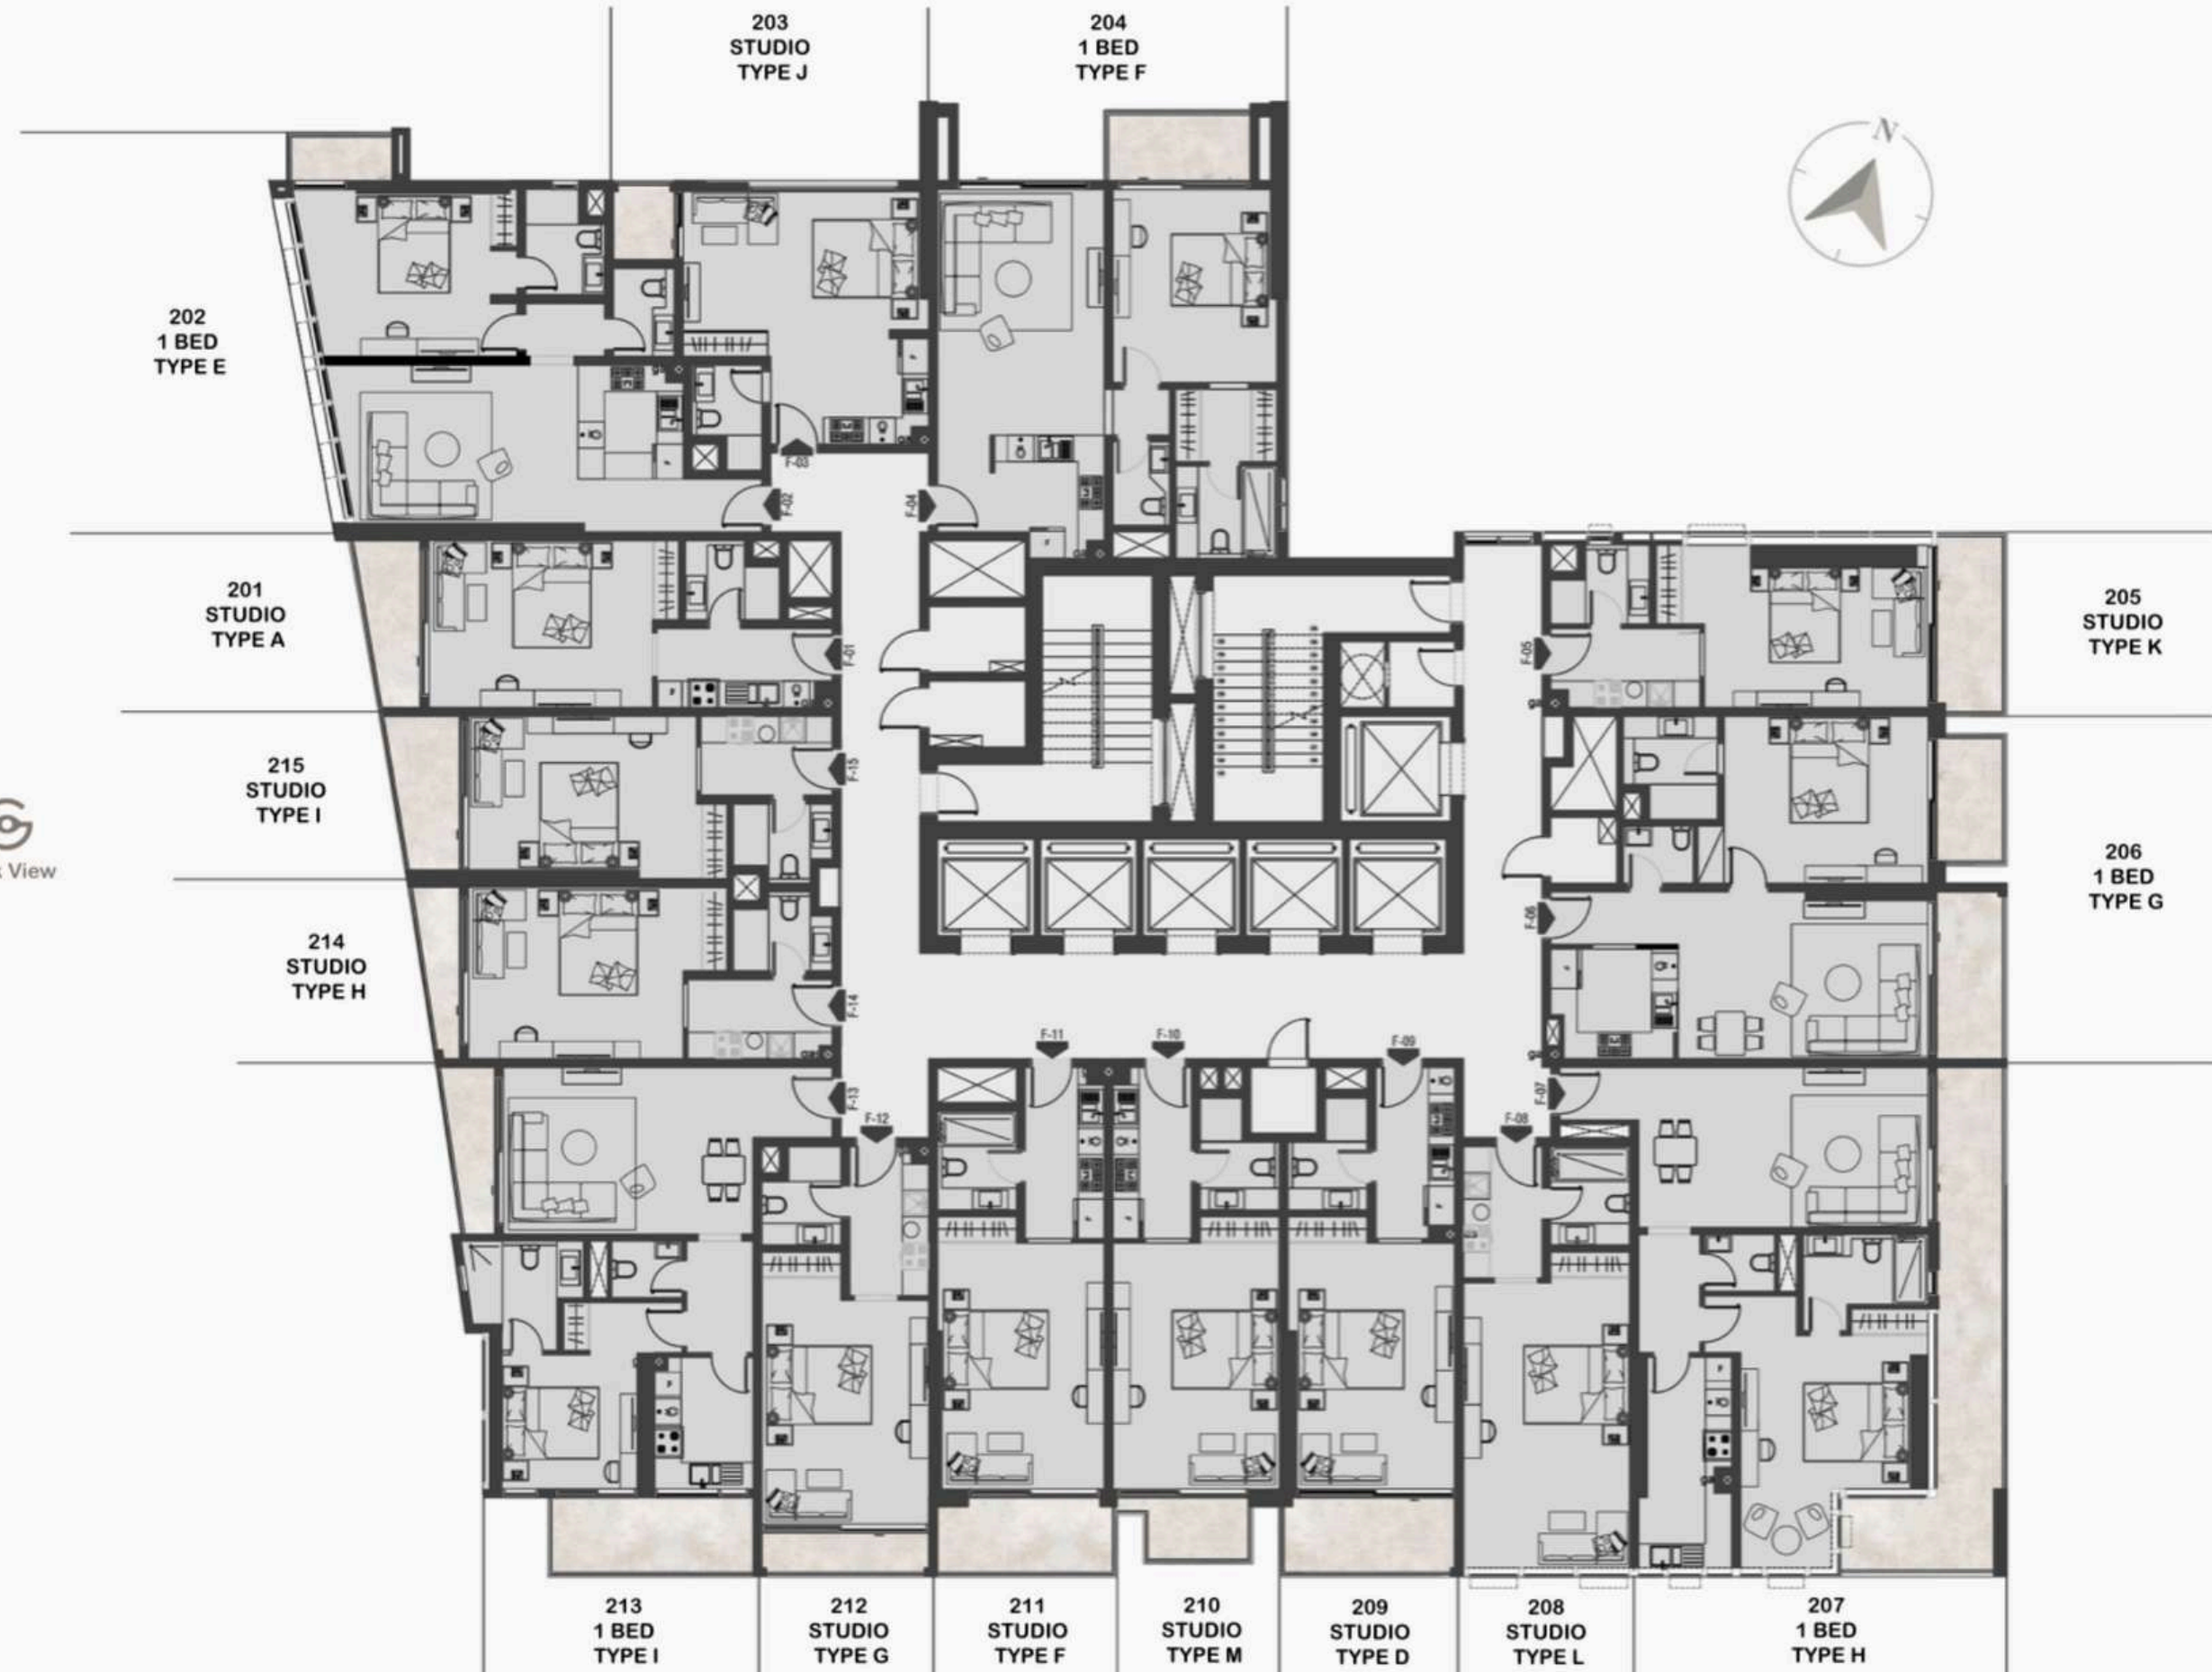 203
STUDIO
TYPE J
204
1 BED
TYPE F
N
202
1 BED
TYPE E
F-03
F-02
F-04
201
STUDIO
TYPE A
F-01
F-05
205
STUDIO
TYPE K
215
STUDIO
TYPE I
F-15
View
206
1 BED
TYPE G
F-06
214
STUDIO
TYPE H
F-14
F-11
F-10
F-09
F-13
F-12
F-07
F-08
213
1 BED
TYPE I
212
STUDIO
TYPE G
211
STUDIO
TYPE F
210
STUDIO
TYPE M
209
STUDIO
TYPE D
208
STUDIO
TYPE L
207
1 BED
TYPE H